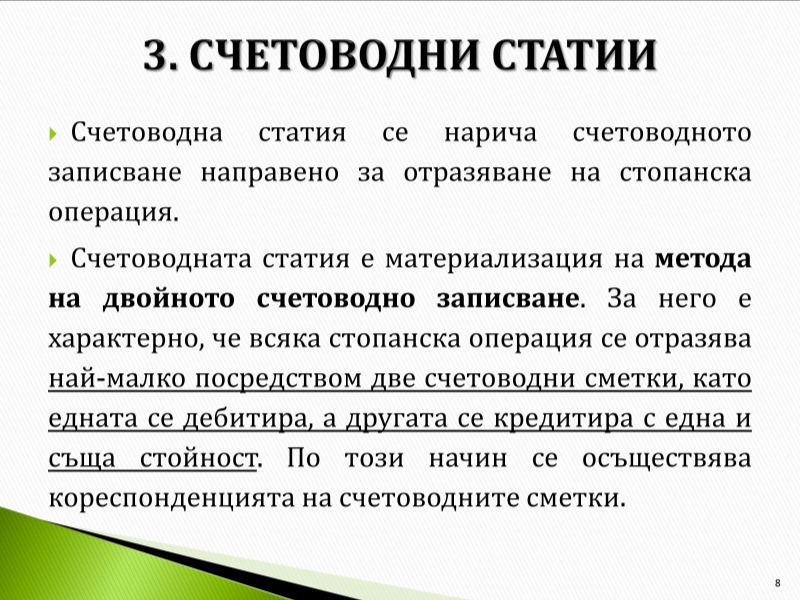 3. СЧЕТОВОДНИ СТАТИИ
Счетоводна статия се нарича счетоводното
записване направено за отразяване на стопанска
операция.
Счетоводната статия е материализация на метода
на двойното счетоводно записване. За него е
характерно, че всяка стопанска операция се отразява
най-малко посредством две счетоводни сметки, като
едната се дебитира, а другата се кредитира с една и
съща стойност. По този начин се осъществява
кореспонденцията на счетоводните сметки.
8